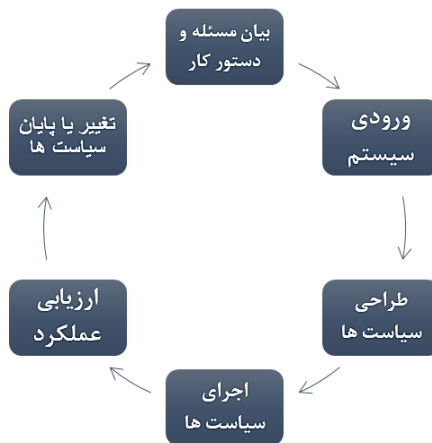 بیان مسئله و
دستور کار
ورودی
سیستم
طراحی
سیاست ها
اجرای
سیاست ها
ارزیابی
عملکرد
تغییر یا پایان
سیاست ها